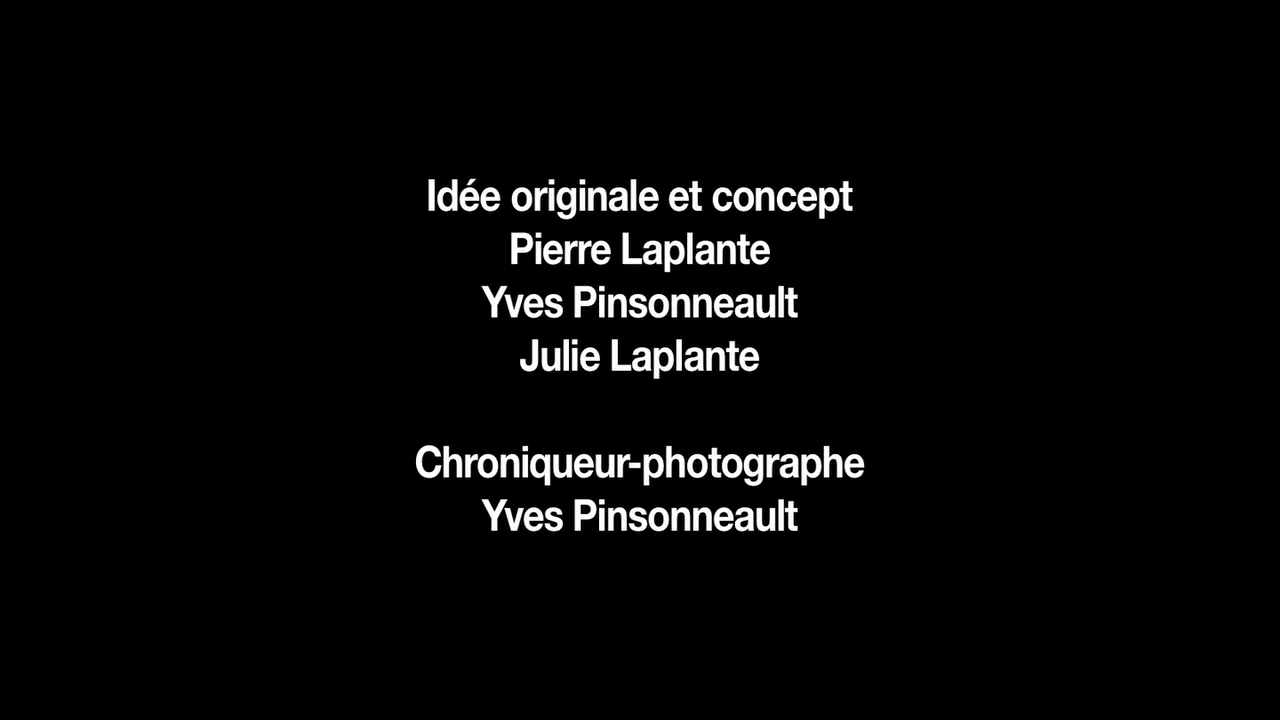 Idée originale et concept
Pierre Laplante
Yves Pinsonneault
Julie Laplante
Chroniqueur-photographe
Yves Pinsonneault